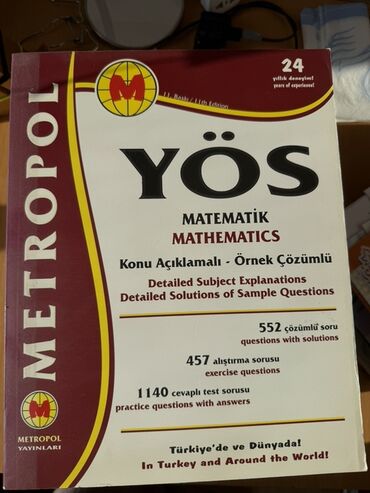 METROPOL
M
11. Baskı / 11th Edition
24
yıllık deneyim!
years of experience!
YÖS
MATEMATİK
MATHEMATICS
Konu Açıklamalı - Örnek Çözümlü
Detailed Subject Explanations
Detailed Solutions of Sample Questions
552 çözümlü soru
questions with solutions
457 alıştırma sorusu
exercise questions
1140 cevaplı test sorusu
practice questions with answers
M
METROPOL
YAYINLARI
Türkiye'de ve Dünyada!
In Turkey and Around the World!